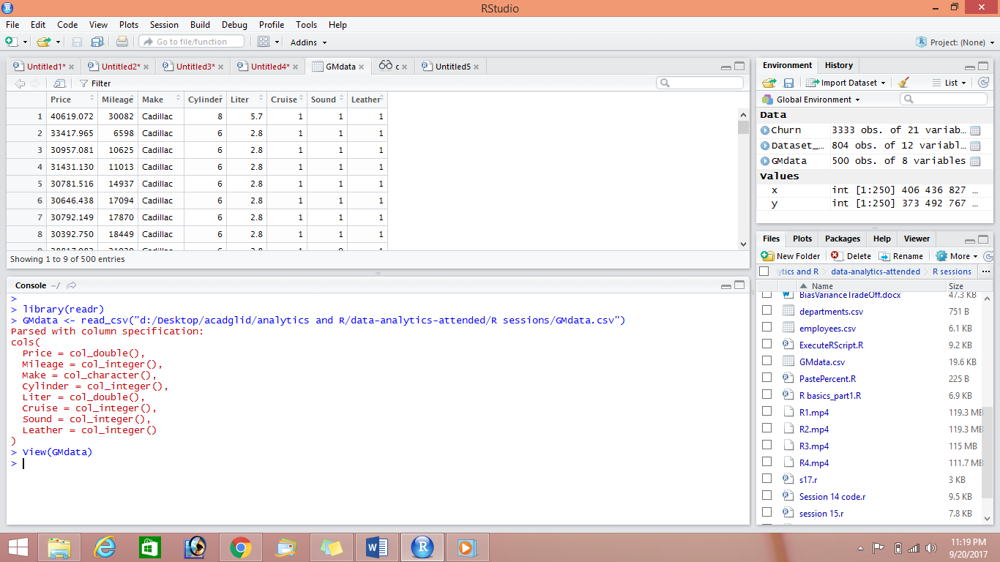 RStudio
File Edit Code View Plots Session Build Debug Profile Tools Help
Go to file/function Addins Project: (None)
Untitled1* Untitled2* Untitled3* Untitled4* GMdata c Untitled5
Filter
Price Mileage Make Cylinder Liter Cruise Sound Leather
1 40619.072 30082 Cadillac 8 5.7 1 1 1
2 33417.965 6598 Cadillac 6 2.8 1 1 1
3 30957.081 10625 Cadillac 6 2.8 1 1 1
4 31431.130 11013 Cadillac 6 2.8 1 1 1
5 30781.516 14937 Cadillac 6 2.8 1 1 1
6 30646.438 17094 Cadillac 6 2.8 1 1 1
7 30792.149 17870 Cadillac 6 2.8 1 1 1
8 30392.750 18449 Cadillac 6 2.8 1 1 1
Showing 1 to 9 of 500 entries
Console ~/
>
> library(readr)
> GMdata <- read_csv("d:/Desktop/acadglid/analytics and R/data-analytics-attended/R sessions/GMdata.csv")
Parsed with column specification:
cols(
Price = col_double(),
Mileage = col_integer(),
Make = col_character(),
Cylinder = col_integer(),
Liter = col_double(),
Cruise = col_integer(),
Sound = col_integer(),
Leather = col_integer()
)
> View(GMdata)
>
Environment History
Import Dataset List
Global Environment
Data
Churn 3333 obs. of 21 variab…
Dataset_… 804 obs. of 12 variabl…
GMdata 500 obs. of 8 variables
Values
x int [1:250] 406 436 827 …
y int [1:250] 373 492 767 …
Files Plots Packages Help Viewer
New Folder Delete Rename More
ytics and R data-analytics-attended R sessions ...
Name Size
BiasVarianceTradeOff.docx 47.3 KB
departments.csv 751 B
employees.csv 6.1 KB
ExecuteRScript.R 9.2 KB
GMdata.csv 19.6 KB
PastePercent.R 225 B
R basics_part1.R 6.9 KB
R1.mp4 119.3 MB
R2.mp4 119.3 MB
R3.mp4 115 MB
R4.mp4 111.7 MB
s17.r 3 KB
Session 14 code.r 9.5 KB
session 15.r 7.8 KB
11:19 PM
9/20/2017